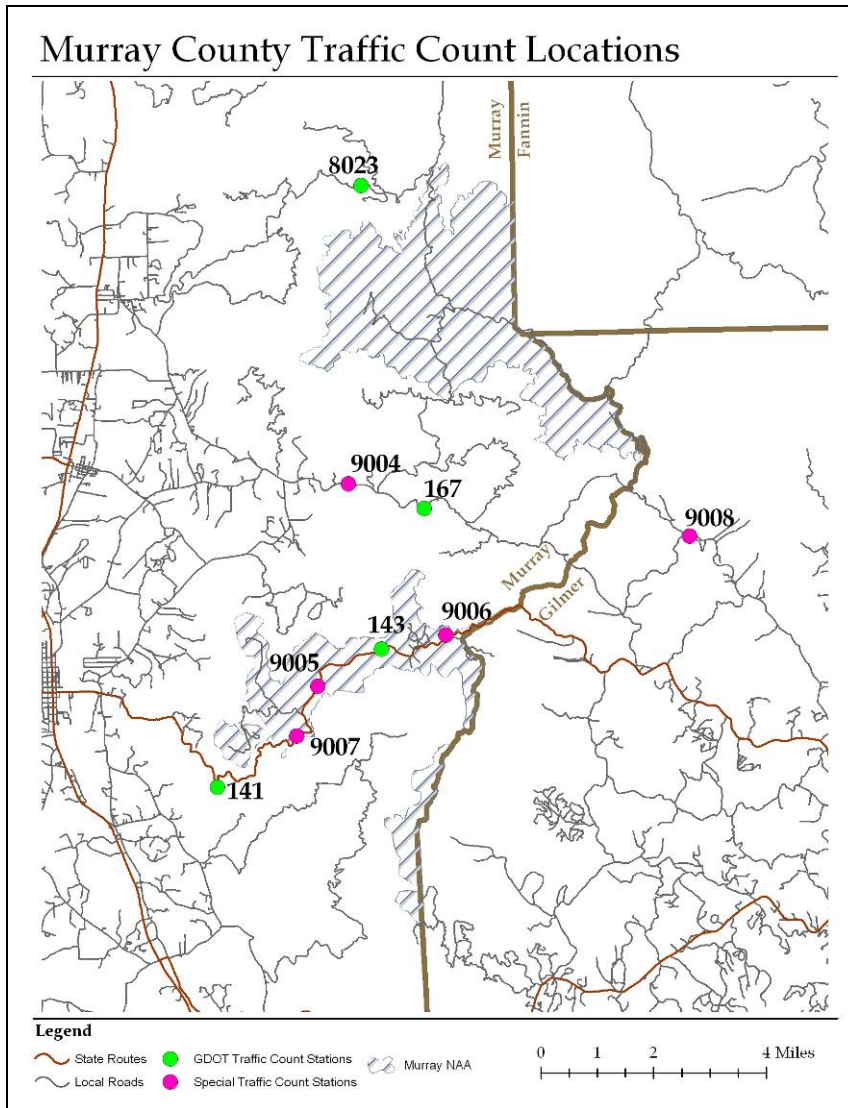 Murray County Traffic Count Locations
Murray
Fannin
8023
9004
167
9008
Murray
Gilmer
9006
143
9005
9007
141
Legend
State Routes
Local Roads
GDOT Traffic Count Stations
Special Traffic Count Stations
Murray NAA
0 1 2 4 Miles